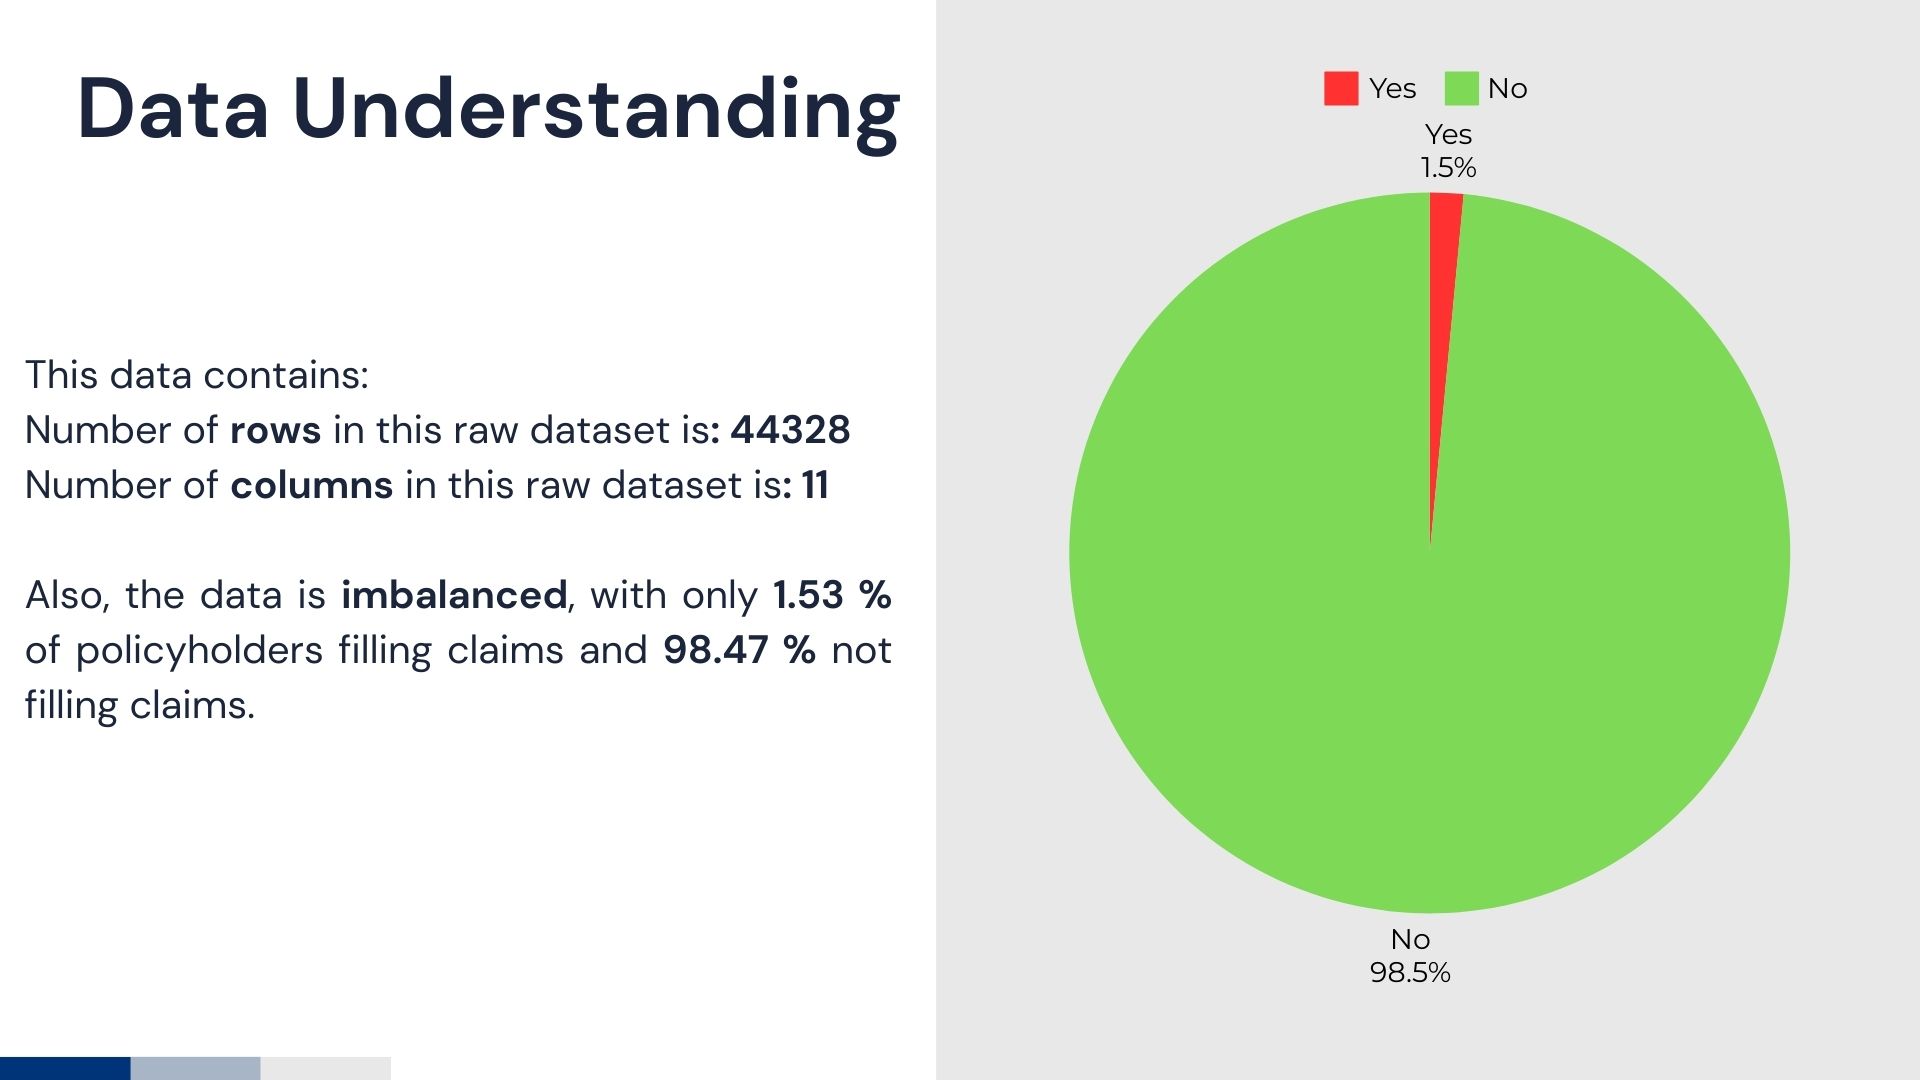 Data Understanding
This data contains:
Number of rows in this raw dataset is: 44328
Number of columns in this raw dataset is: 11
Also, the data is imbalanced, with only 1.53 %
of policyholders filling claims and 98.47 % not
filling claims.
Yes No
Yes
1.5%
No
98.5%